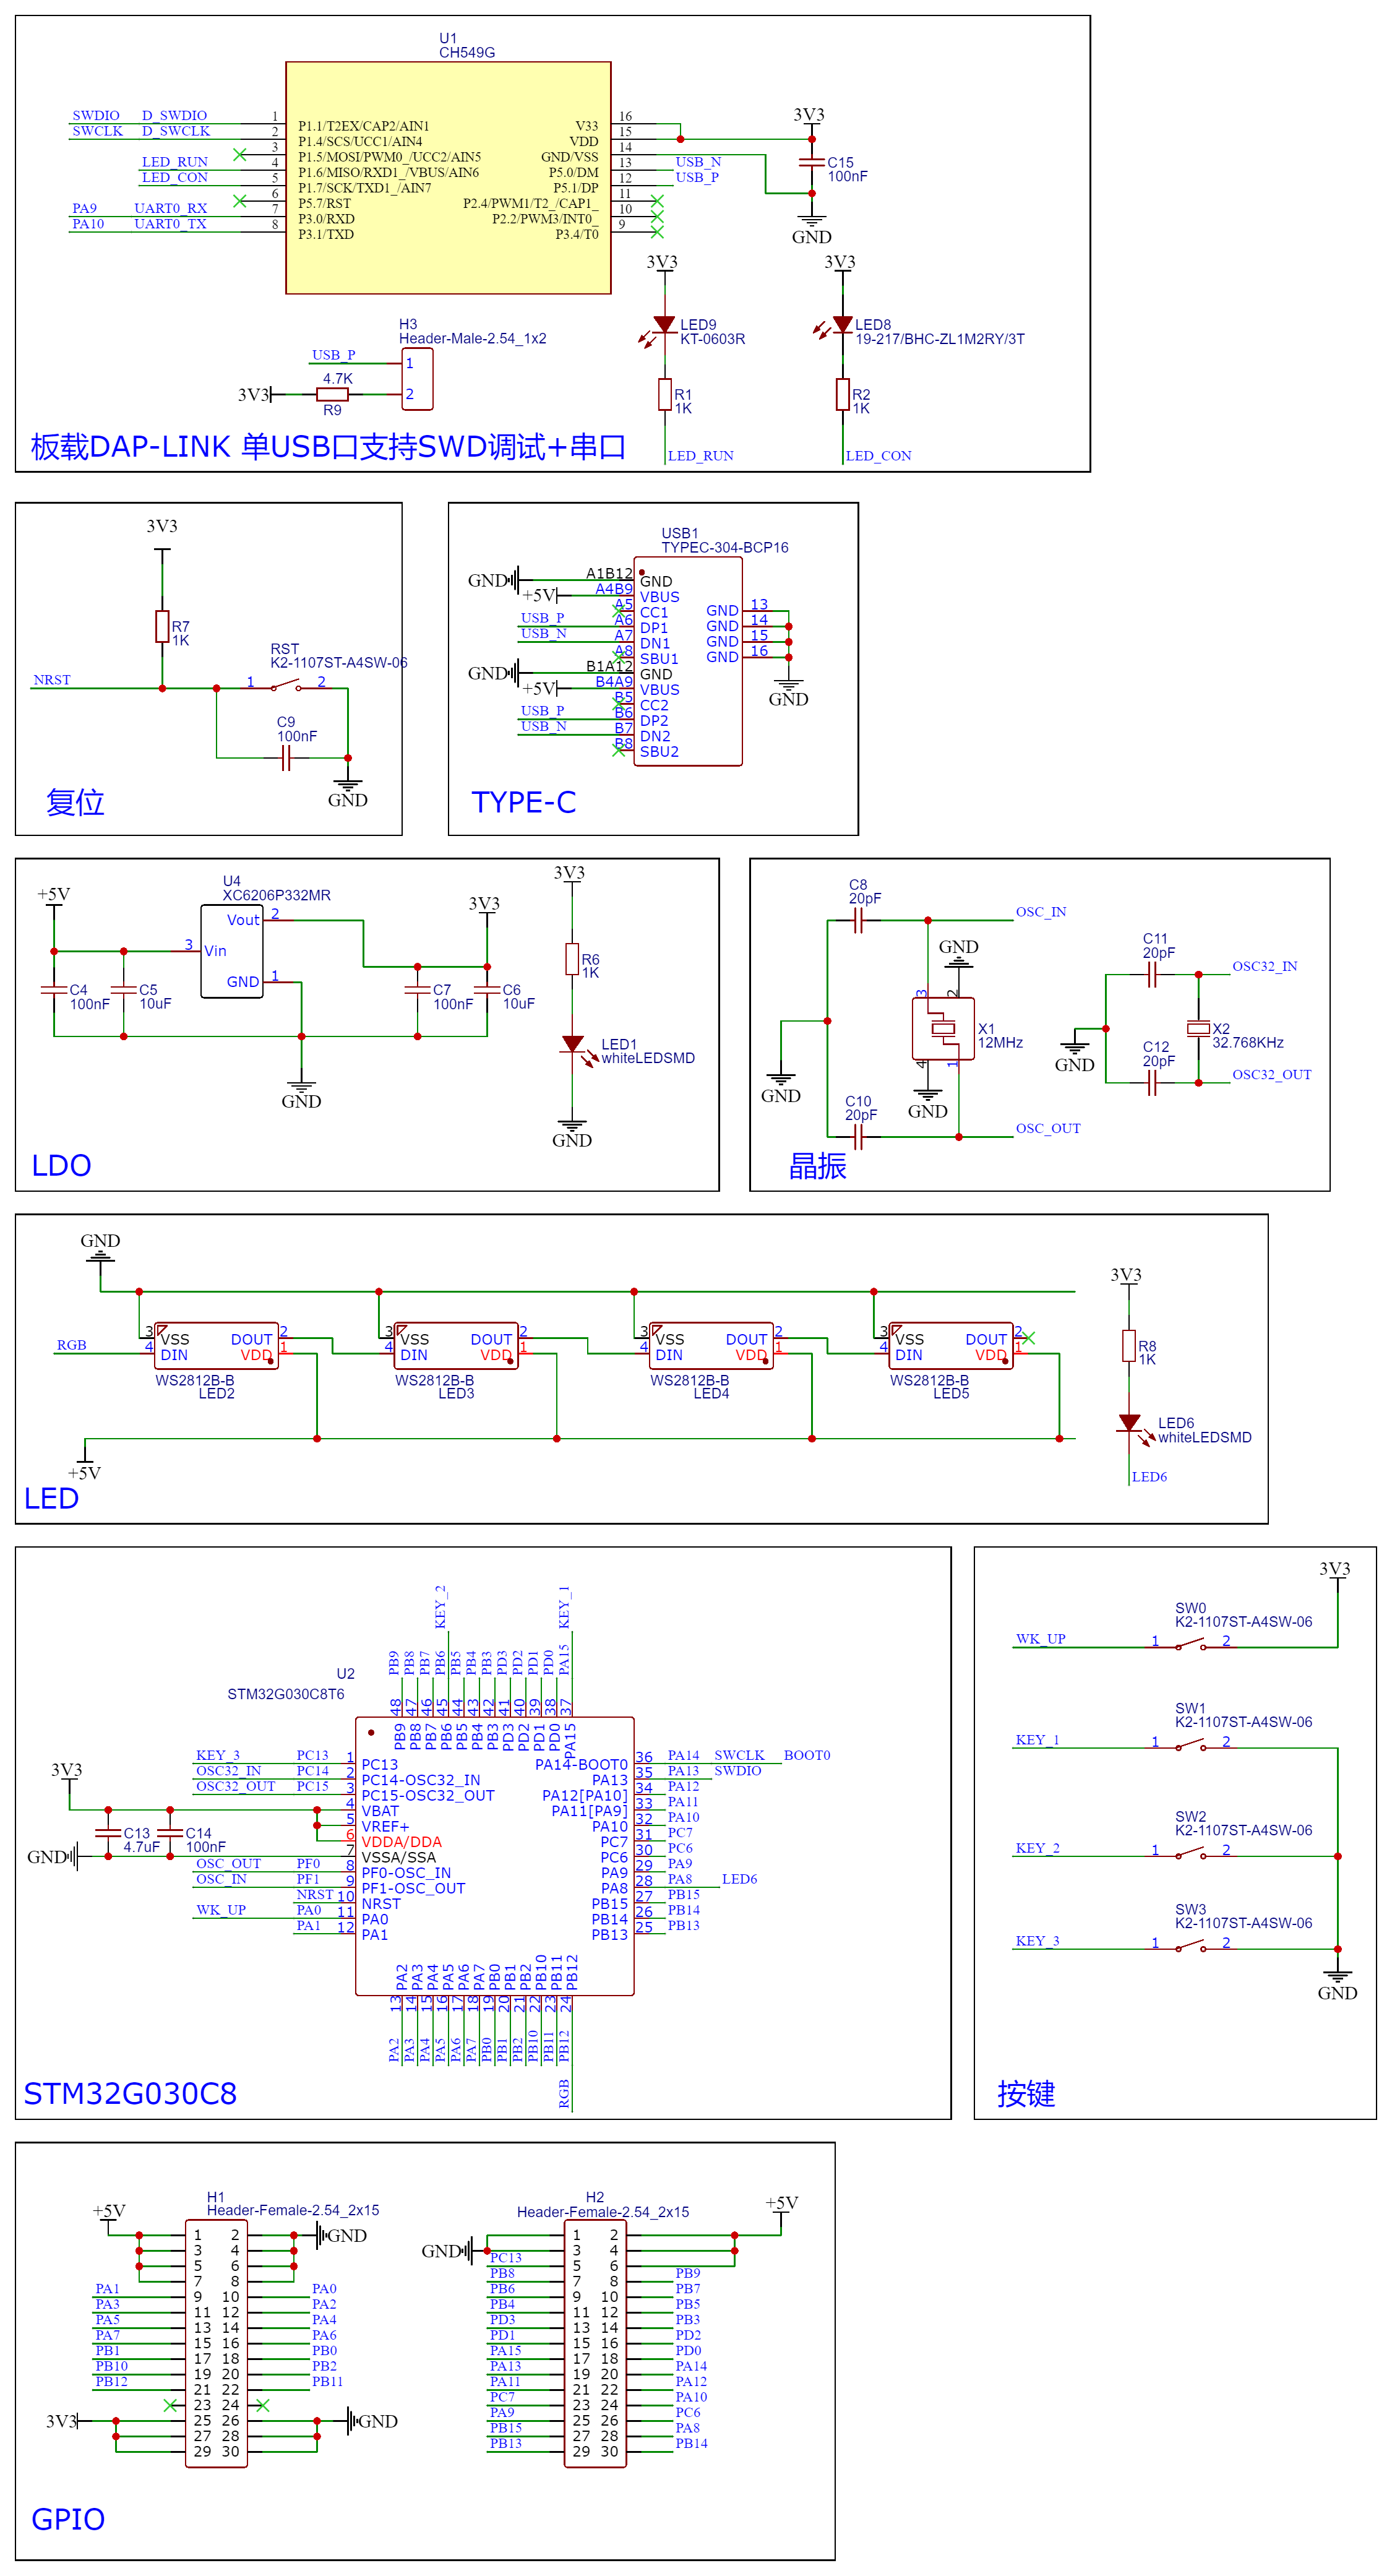 U1
CH549G
SWDIO D_SWDIO 1 P1.1/T2EX/CAP2/AIN1
SWCLK D_SWCLK 2 P1.4/SCS/UCC1/AIN4
3 P1.5/MOSI/PWM0_/UCC2/AIN5
LED_RUN 4 P1.6/MISO/RXD1_/VBUS/AIN6
LED_CON 5 P1.7/SCK/TXD1_/AIN7
6 P5.7/RST
PA9 UART0_RX 7 P3.0/RXD
PA10 UART0_TX 8 P3.1/TXD
V33 16
VDD 15
GND/VSS 14
P5.0/DM 13 USB_N
P5.1/DP 12 USB_P
P2.4/PWM1/T2_/CAP1_ 11
P2.2/PWM3/INT0_ 10
P3.4/T0 9
3V3
C15
100nF
GND
H3
Header-Male-2.54_1x2
USB_P 1
3V3 4.7K 2
R9
3V3
LED9
KT-0603R
R1
1K
LED_RUN
3V3
LED8
19-217/BHC-ZL1M2RY/3T
R2
1K
LED_CON
板载DAP-LINK 单USB口支持SWD调试+串口
3V3
R7
1K
RST
K2-1107ST-A4SW-06
NRST 1 2
C9
100nF
GND
复位
USB1
TYPEC-304-BCP16
GND A1B12 GND
+5V A4B9 VBUS
A5 CC1
USB_P A6 DP1
USB_N A7 DN1
A8 SBU1
GND B1A12 GND
+5V B4A9 VBUS
B5 CC2
USB_P B6 DP2
USB_N B7 DN2
B8 SBU2
GND 13
GND 14
GND 15
GND 16
GND
TYPE-C
+5V
U4
XC6206P332MR
Vout 2
3 Vin
GND 1
C4
100nF
C5
10uF
3V3
C7
100nF
C6
10uF
GND
3V3
R6
1K
LED1
whiteLEDSMD
GND
LDO
C8
20pF
OSC_IN
GND
3 2
X1
12MHz
4 1
GND
GND
C10
20pF
OSC_OUT
C11
20pF
OSC32_IN
X2
32.768KHz
GND
C12
20pF
OSC32_OUT
晶振
GND
RGB
3 VSS DOUT 2
4 DIN VDD 1
WS2812B-B
LED2
3 VSS DOUT 2
4 DIN VDD 1
WS2812B-B
LED3
3 VSS DOUT 2
4 DIN VDD 1
WS2812B-B
LED4
3 VSS DOUT 2
4 DIN VDD 1
WS2812B-B
LED5
+5V
3V3
R8
1K
LED6
whiteLEDSMD
LED6
LED
U2
STM32G030C8T6
KEY_2 KEY_1
PB9 PB8 PB7 PB6 PB5 PB4 PB3 PD3 PD2 PD1 PD0 PA15
48 47 46 45 44 43 42 41 40 39 38 37
PB9 PB8 PB7 PB6 PB5 PB4 PB3 PD3 PD2 PD1 PD0 PA15
KEY_3 PC13 1 PC13
OSC32_IN PC14 2 PC14-OSC32_IN
OSC32_OUT PC15 3 PC15-OSC32_OUT
3V3 4 VBAT
5 VREF+
6 VDDA/DDA
GND 7 VSSA/SSA
C13
4.7uF
C14
100nF
OSC_OUT PF0 8 PF0-OSC_IN
OSC_IN PF1 9 PF1-OSC_OUT
NRST 10 NRST
WK_UP PA0 11 PA0
PA1 12 PA1
PA14-BOOT0 36 PA14 SWCLK BOOT0
PA13 35 PA13 SWDIO
PA12[PA10] 34 PA12
PA11[PA9] 33 PA11
PA10 32 PA10
PC7 31 PC7
PC6 30 PC6
PA9 29 PA9
PA8 28 PA8 LED6
PB15 27 PB15
PB14 26 PB14
PB13 25 PB13
PA2 PA3 PA4 PA5 PA6 PA7 PB0 PB1 PB2 PB10 PB11 PB12
13 14 15 16 17 18 19 20 21 22 23 24
PA2 PA3 PA4 PA5 PA6 PA7 PB0 PB1 PB2 PB10 PB11 PB12
RGB
STM32G030C8
3V3
SW0
K2-1107ST-A4SW-06
WK_UP 1 2
SW1
K2-1107ST-A4SW-06
KEY_1 1 2
SW2
K2-1107ST-A4SW-06
KEY_2 1 2
SW3
K2-1107ST-A4SW-06
KEY_3 1 2
GND
按键
H1
Header-Female-2.54_2x15
+5V 1 2 GND
3 4
5 6
7 8
PA1 9 10 PA0
PA3 11 12 PA2
PA5 13 14 PA4
PA7 15 16 PA6
PB1 17 18 PB0
PB10 19 20 PB2
PB12 21 22 PB11
23 24
3V3 25 26 GND
27 28
29 30
H2
Header-Female-2.54_2x15
1 2 +5V
GND 3 4
PC13 5 6
PB8 7 8 PB9
PB6 9 10 PB7
PB4 11 12 PB5
PD3 13 14 PB3
PD1 15 16 PD2
PA15 17 18 PD0
PA13 19 20 PA14
PA11 21 22 PA12
PC7 23 24 PA10
PA9 25 26 PC6
PB15 27 28 PA8
PB13 29 30 PB14
GPIO